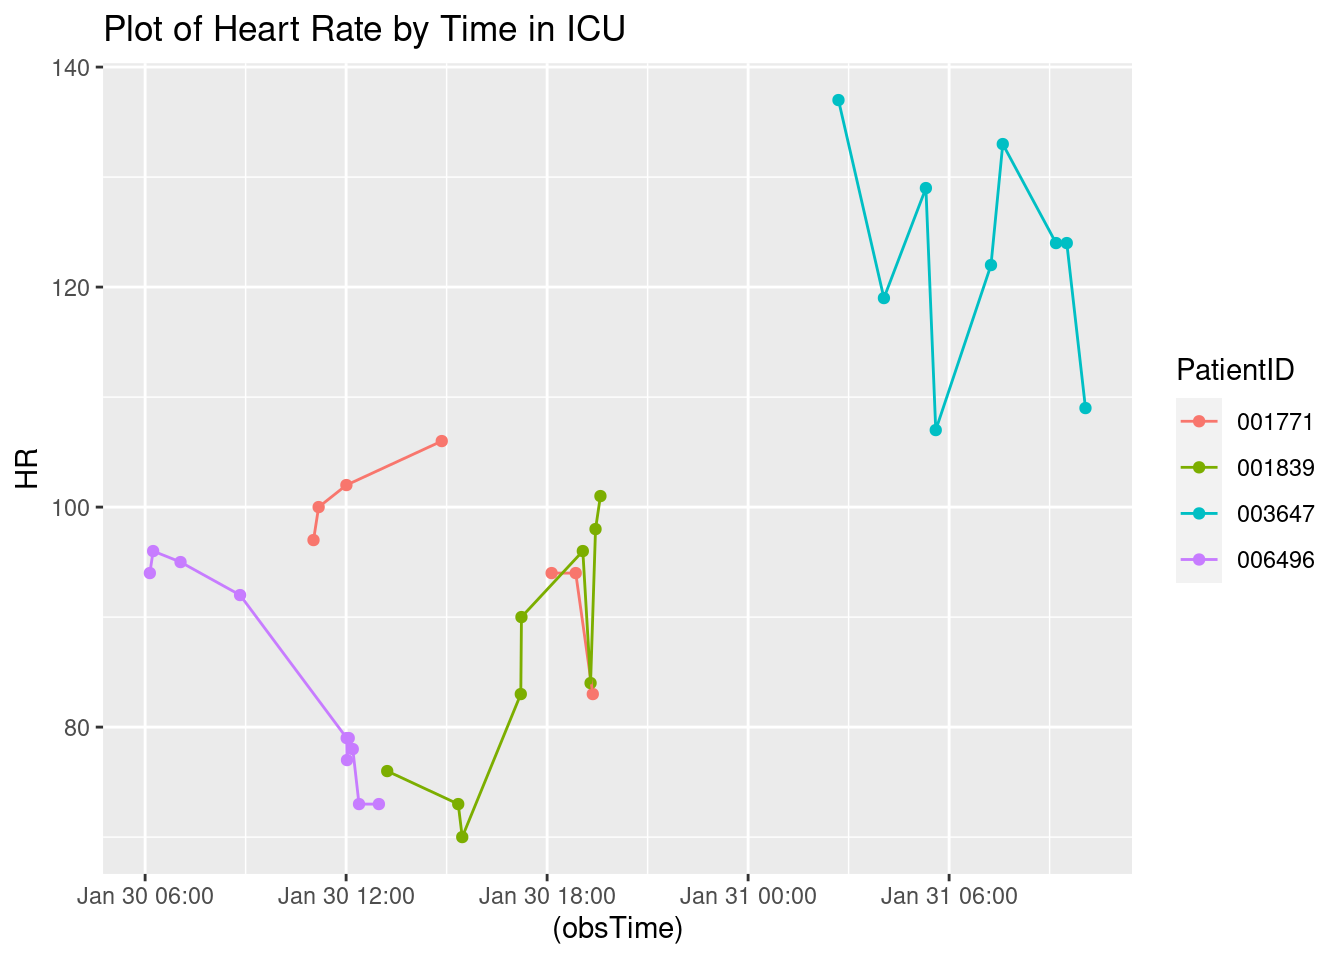 Plot of Heart Rate by Time in ICU
140
120
100
80
HR
Jan 30 06:00
Jan 30 12:00
Jan 30 18:00
Jan 31 00:00
Jan 31 06:00
(obsTime)
PatientID
001771
001839
003647
006496